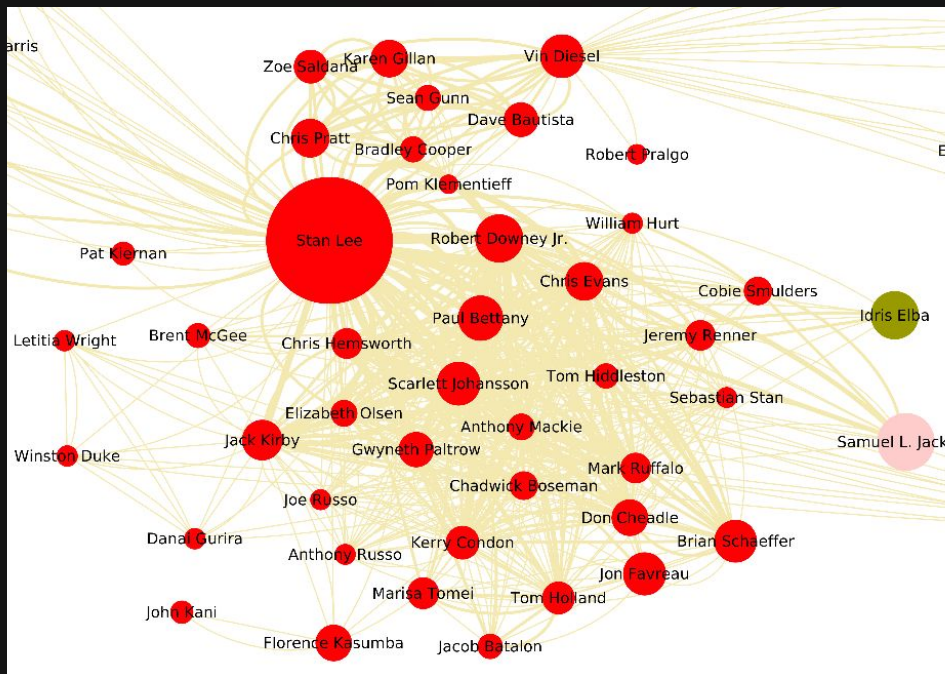 arris
Karen Gillan
Vin Diesel
Zoe Saldana
Sean Gunn
Dave Bautista
Chris Pratt
Bradley Cooper
Robert Pralgo
E
Pom Klementieff
William Hurt
Stan Lee
Robert Downey Jr.
Pat Kiernan
Chris Evans
Cobie Smulders
Paul Bettany
Idris Elba
Letitia Wright
Brent McGee
Chris Hemsworth
Jeremy Renner
Scarlett Johansson
Tom Hiddleston
Sebastian Stan
Elizabeth Olsen
Anthony Mackie
Jack Kirby
Gwyneth Paltrow
Samuel L. Jack
Winston Duke
Mark Ruffalo
Chadwick Boseman
Joe Russo
Don Cheadle
Danai Gurira
Kerry Condon
Brian Schaeffer
Anthony Russo
Jon Favreau
Marisa Tomei
Tom Holland
John Kani
Florence Kasumba
Jacob Batalon